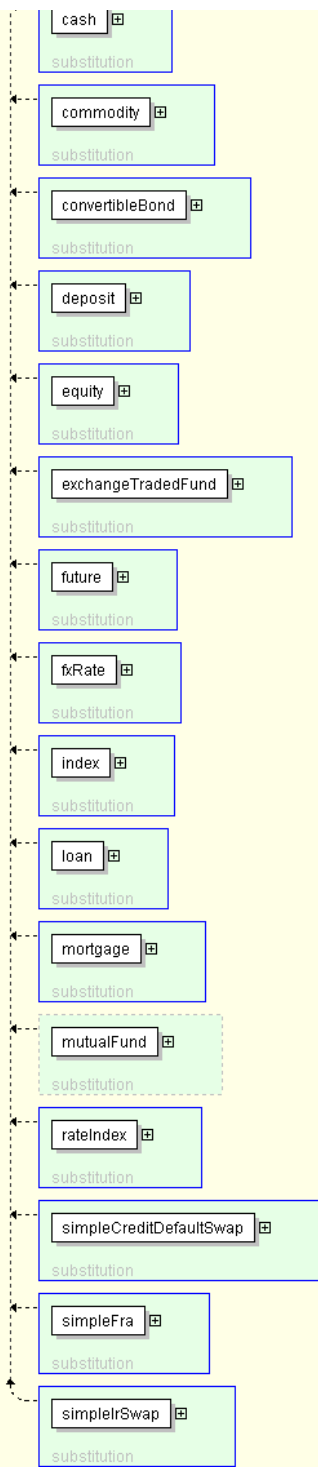 cash
substitution
commodity
substitution
convertibleBond
substitution
deposit
substitution
equity
substitution
exchangeTradedFund
substitution
future
substitution
fxRate
substitution
index
substitution
loan
substitution
mortgage
substitution
mutualFund
substitution
rateIndex
substitution
simpleCreditDefaultSwap
substitution
simpleFra
substitution
simpleIrSwap
substitution